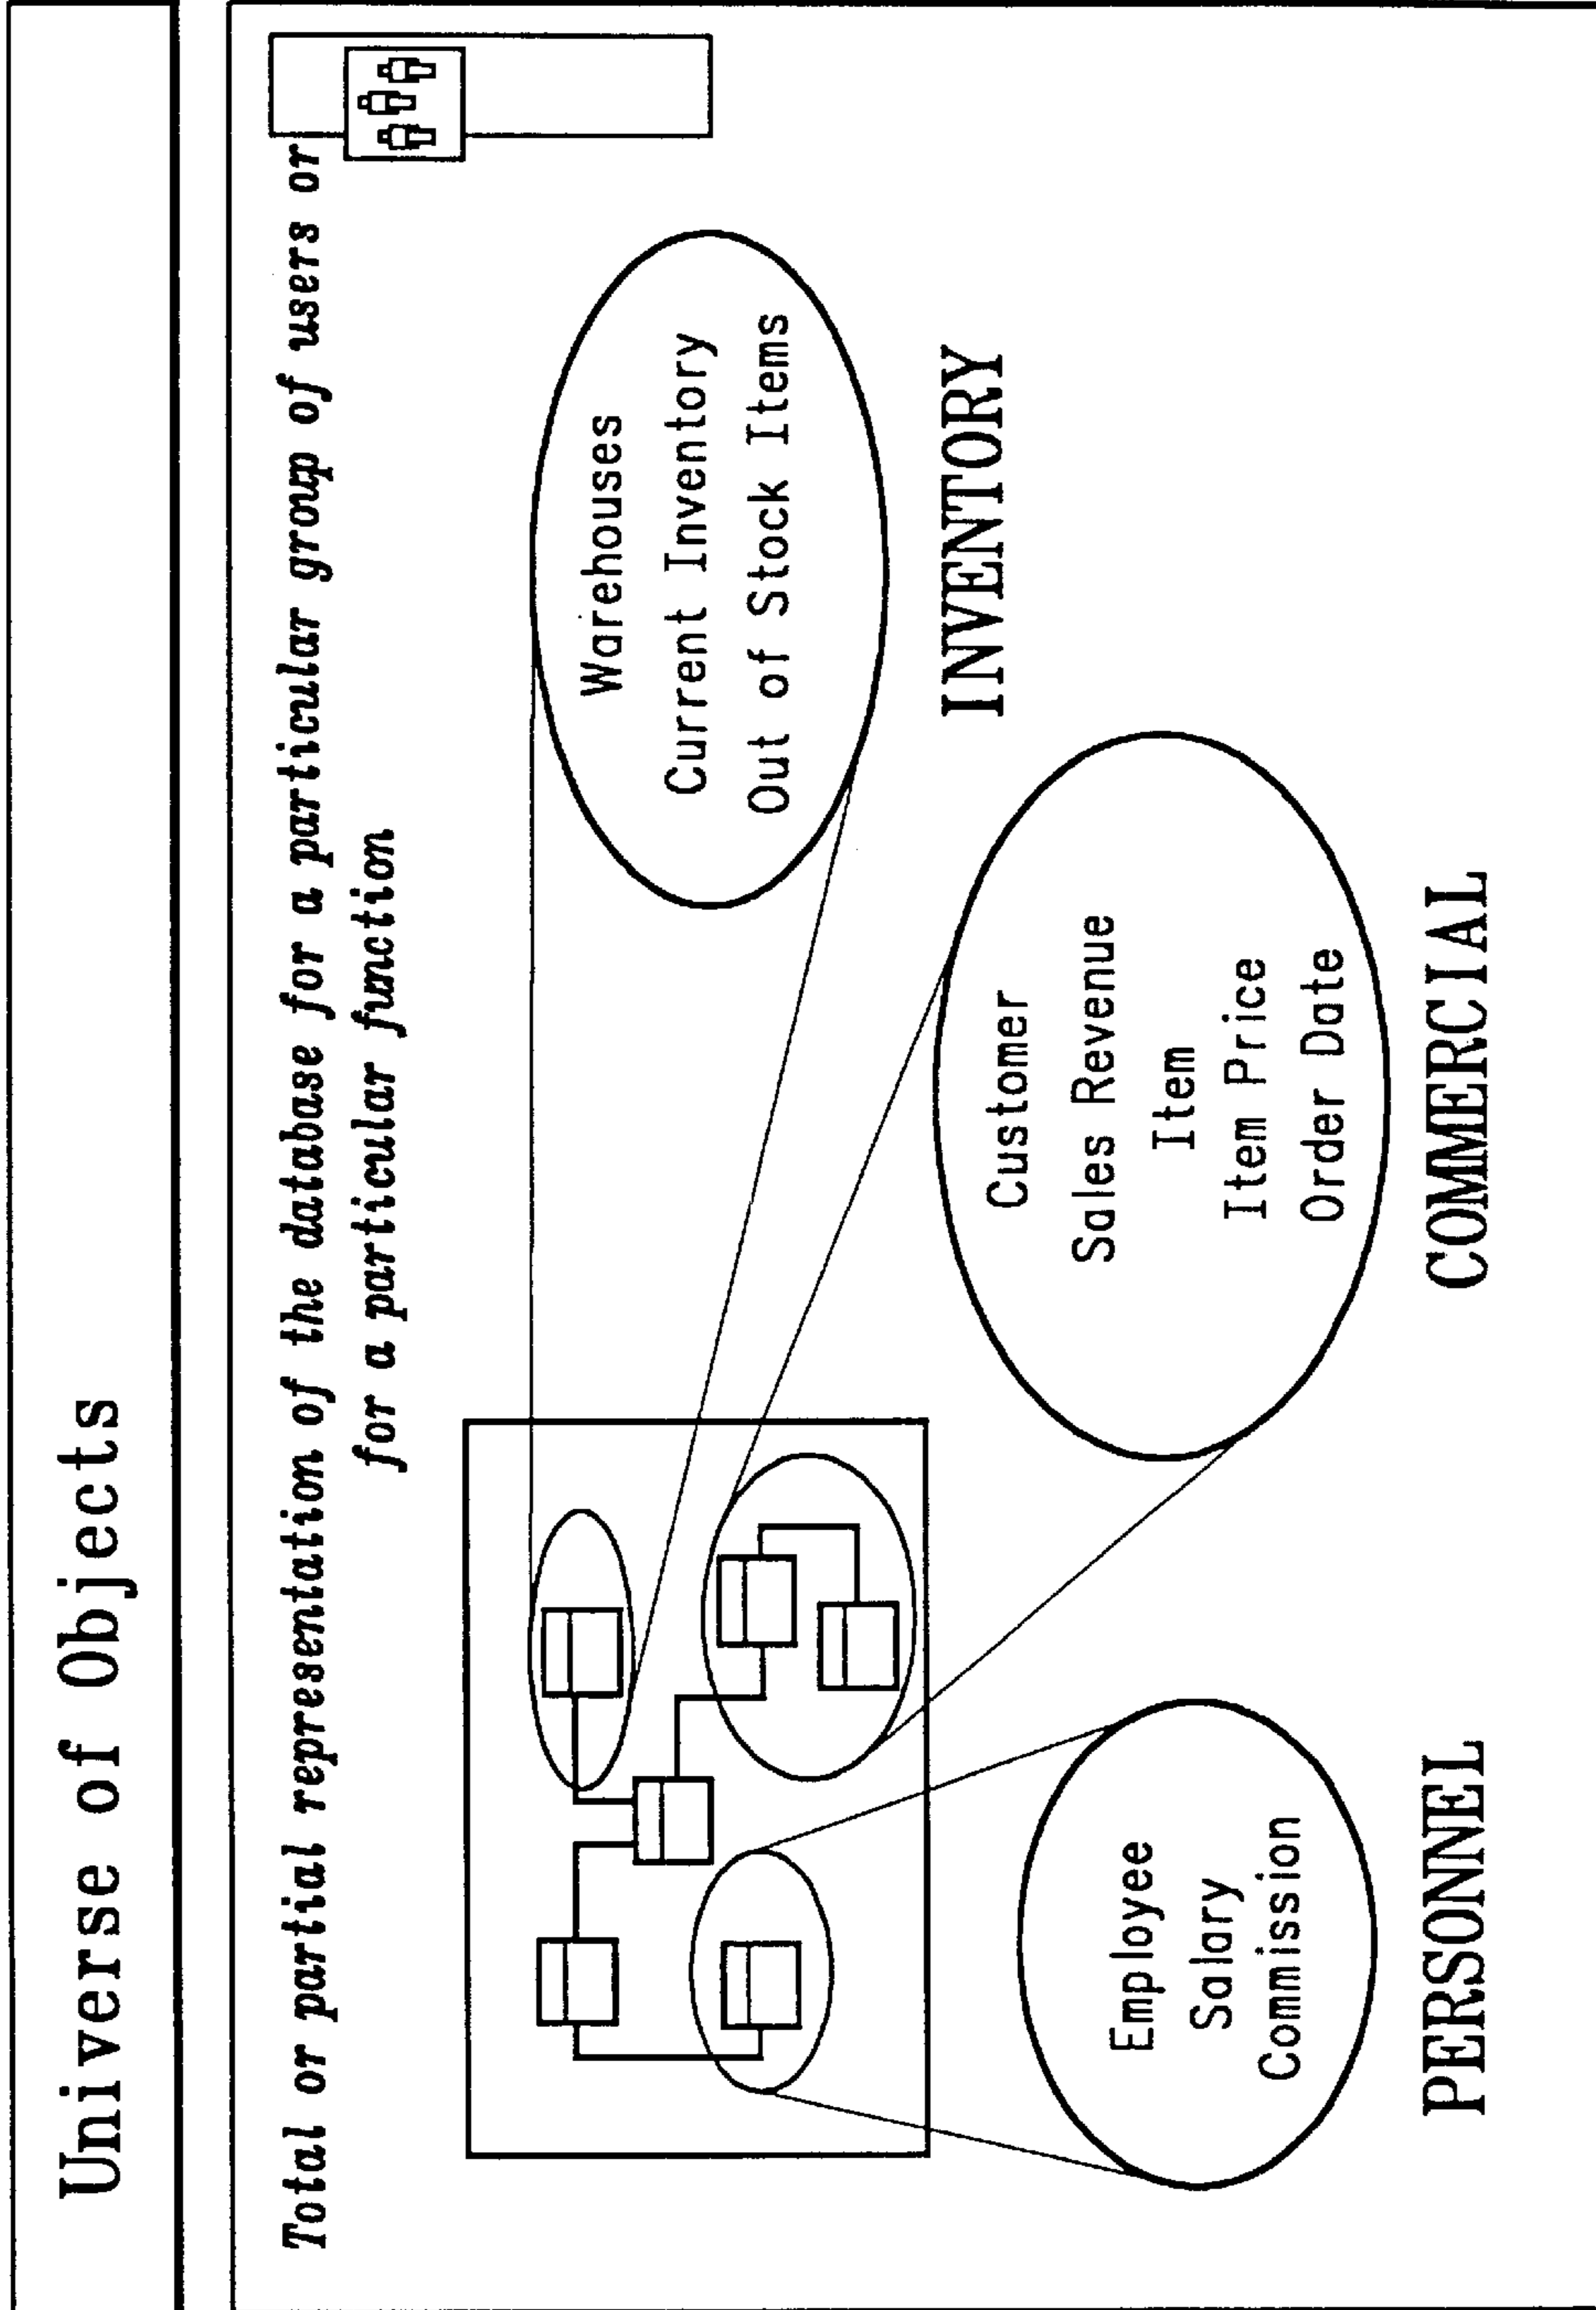 Universe of Objects
Total or partial representation of the database for a particular group of users or
for a particular function
Warehouses
Current Inventory
Out of Stock Items
INVENTORY
Customer
Sales Revenue
Item
Item Price
Order Date
COMMERCIAL
Employee
Salary
Commission
PERSONNEL